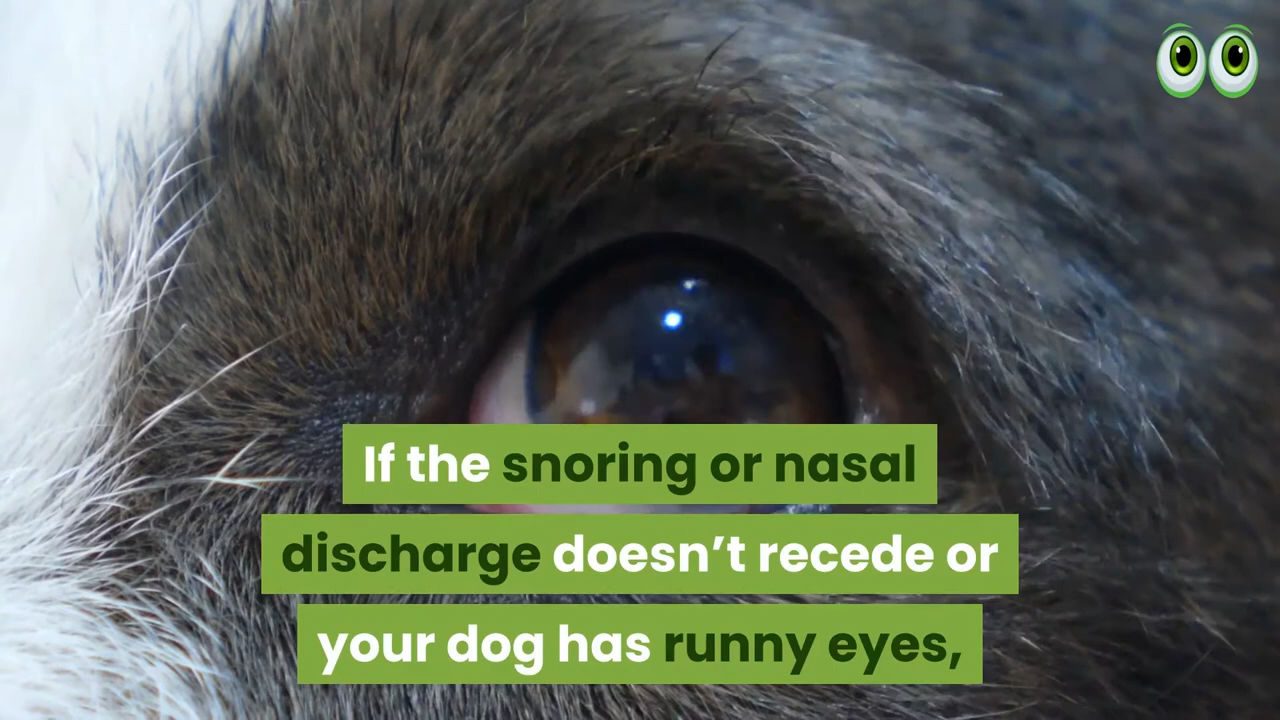 If the snoring or nasal
discharge doesn’t recede or
your dog has runny eyes,